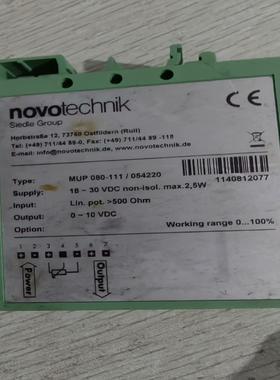 novotechnik
Siedle Group
CE
Horbstraße 12, 73760 Ostfildern (Ruit)
Tel: (+49) 711/44 89-0, Fax: (+49) 711/44 89-118
E-mail: info@novotechnik.de www.novotechnik.de
Type: MUP 080-111 / 054220
1140812077
Supply: 18 – 30 VDC non-isol. max. 2,5W
Input: Lin. pot. >500 Ohm
Output: 0 – 10 VDC
Option: Working range 0...100%
1 2 3 4 5 6 7
Power
Output